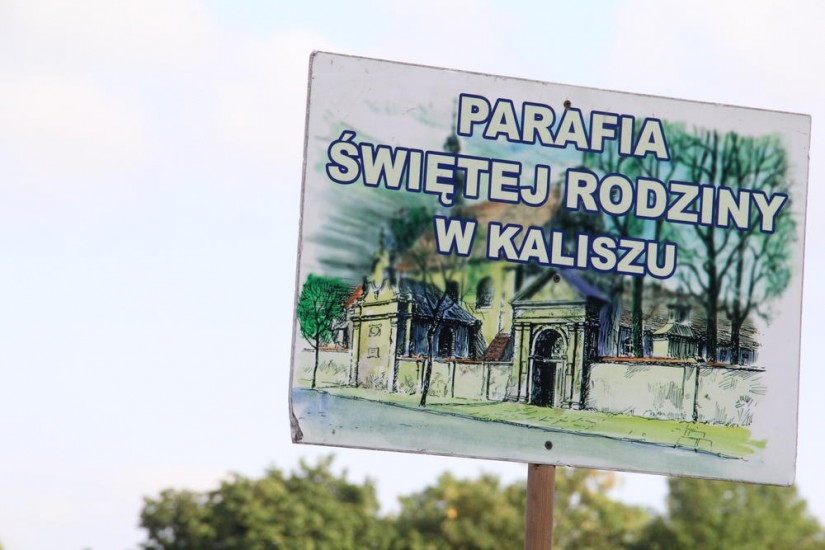 PARAFIA
ŚWIĘTEJ RODZINY
W KALISZU